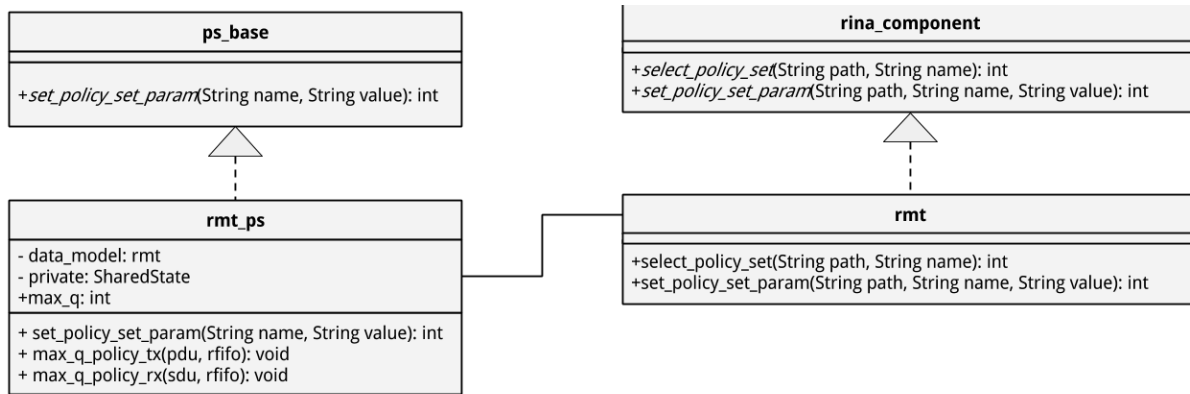 ps_base
+set_policy_set_param(String name, String value): int
rina_component
+select_policy_set(String path, String name): int
+set_policy_set_param(String path, String name, String value): int
rmt_ps
- data_model: rmt
- private: SharedState
+max_q: int
+ set_policy_set_param(String name, String value): int
+ max_q_policy_tx(pdu, rfifo): void
+ max_q_policy_rx(sdu, rfifo): void
rmt
+select_policy_set(String path, String name): int
+set_policy_set_param(String path, String name, String value): int